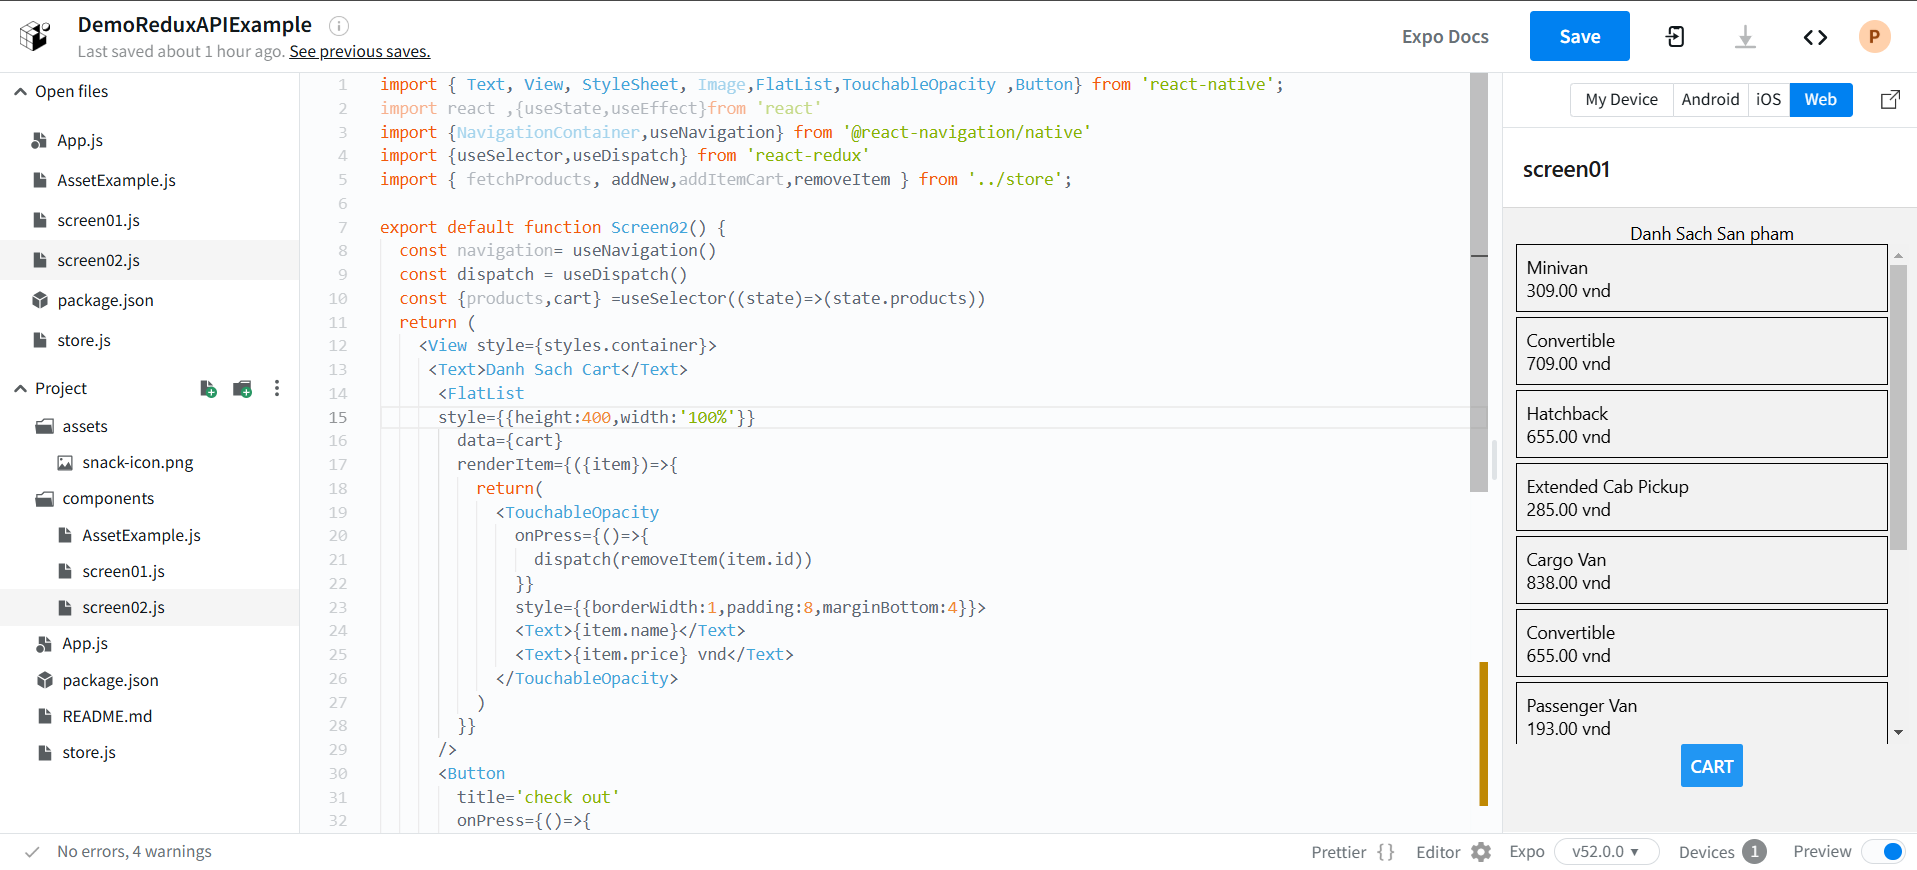 DemoReduxAPIExample
Last saved about 1 hour ago. See previous saves.
Expo Docs
Save
P
Open files
App.js
AssetExample.js
screen01.js
screen02.js
package.json
store.js
Project
assets
snack-icon.png
components
AssetExample.js
screen01.js
screen02.js
App.js
package.json
README.md
store.js
1 import { Text, View, StyleSheet, Image,FlatList,TouchableOpacity ,Button} from 'react-native';
2 import react ,{useState,useEffect}from 'react'
3 import {NavigationContainer,useNavigation} from '@react-navigation/native'
4 import {useSelector,useDispatch} from 'react-redux'
5 import { fetchProducts, addNew,addItemCart,removeItem } from '../store';
6
7 export default function Screen02() {
8 const navigation= useNavigation()
9 const dispatch = useDispatch()
10 const {products,cart} =useSelector((state)=>(state.products))
11 return (
12 <View style={styles.container}>
13 <Text>Danh Sach Cart</Text>
14 <FlatList
15 style={{height:400,width:'100%'}}
16 data={cart}
17 renderItem={({item})=>{
18 return(
19 <TouchableOpacity
20 onPress={()=>{
21 dispatch(removeItem(item.id))
22 }}
23 style={{borderWidth:1,padding:8,marginBottom:4}}>
24 <Text>{item.name}</Text>
25 <Text>{item.price} vnd</Text>
26 </TouchableOpacity>
27 )
28 }}
29 />
30 <Button
31 title='check out'
32 onPress={()=>{
My Device
Android
iOS
Web
screen01
Danh Sach San pham
Minivan
309.00 vnd
Convertible
709.00 vnd
Hatchback
655.00 vnd
Extended Cab Pickup
285.00 vnd
Cargo Van
838.00 vnd
Convertible
655.00 vnd
Passenger Van
193.00 vnd
CART
No errors, 4 warnings
Prettier { }
Editor
Expo
v52.0.0
Devices 1
Preview